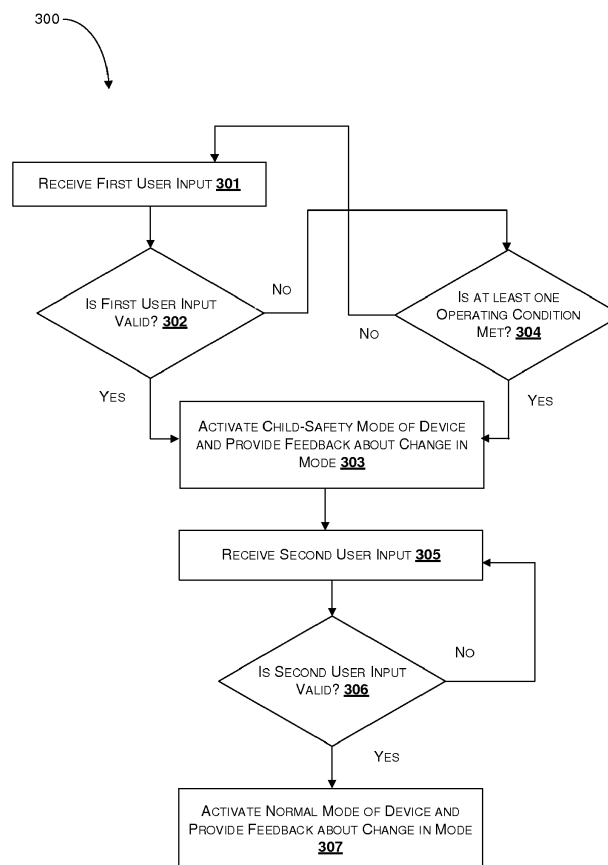 300
RECEIVE FIRST USER INPUT 301
IS FIRST USER INPUT
VALID? 302
NO
IS AT LEAST ONE
OPERATING CONDITION
MET? 304
NO
YES
YES
ACTIVATE CHILD-SAFETY MODE OF DEVICE
AND PROVIDE FEEDBACK ABOUT CHANGE IN
MODE 303
RECEIVE SECOND USER INPUT 305
IS SECOND USER INPUT
VALID? 306
NO
YES
ACTIVATE NORMAL MODE OF DEVICE AND
PROVIDE FEEDBACK ABOUT CHANGE IN MODE
307